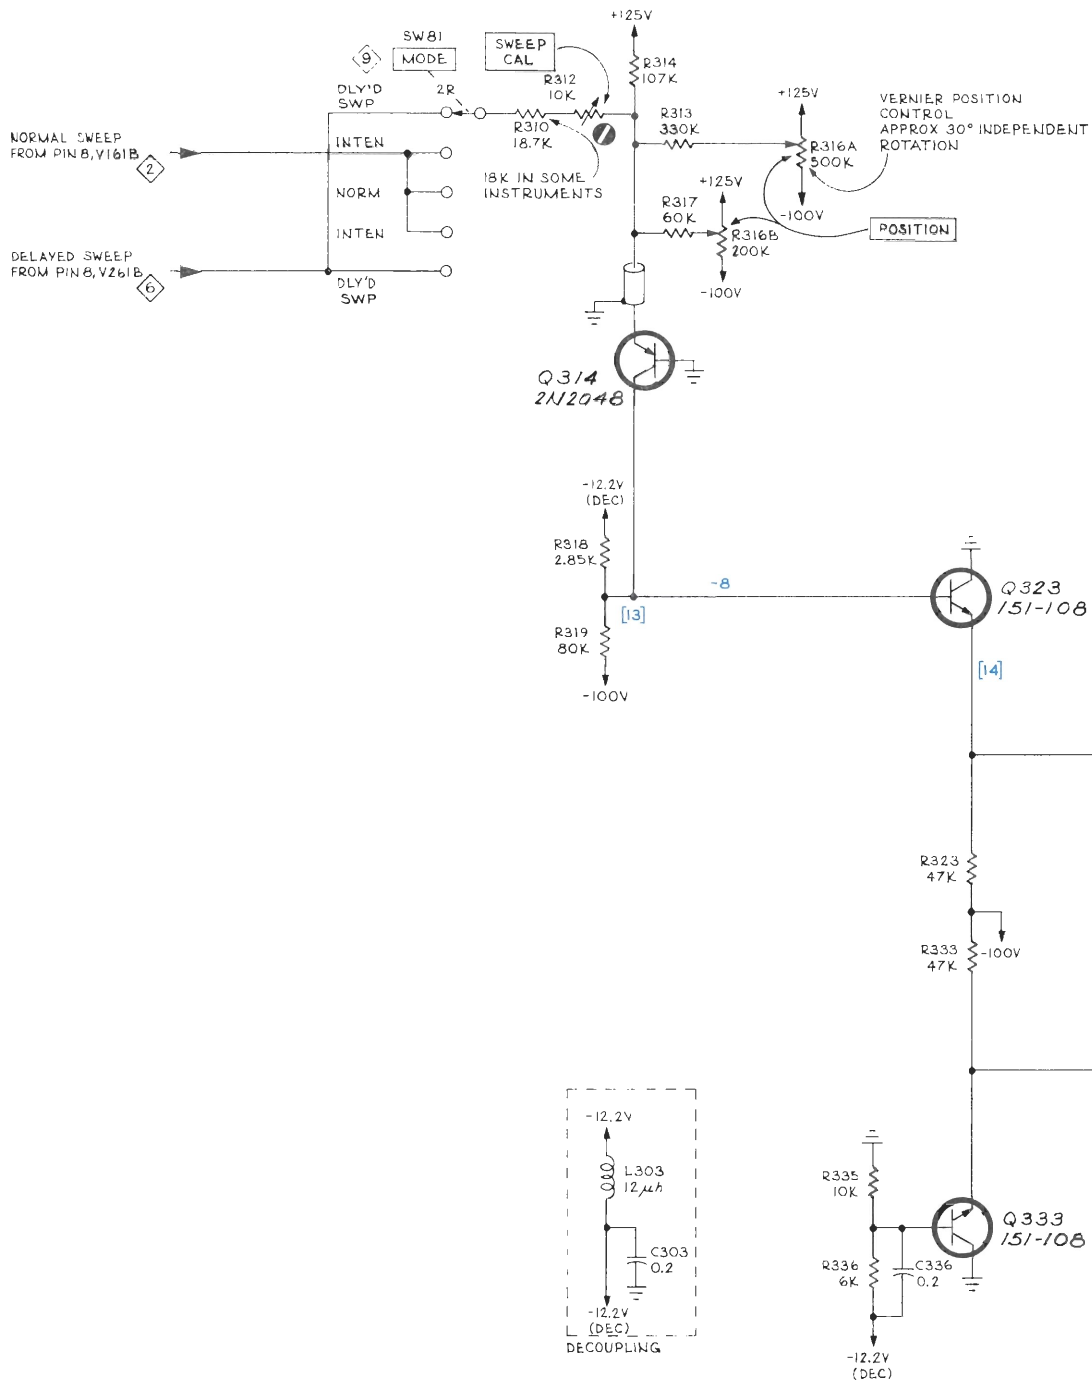 +125V
SW81
MODE
9
SWEEP
CAL
R314
107K
R312
10K
DLY'D
SWP
2R
+125V
VERNIER POSITION
CONTROL
APPROX 30° INDEPENDENT
ROTATION
R313
330K
NORMAL SWEEP
FROM PIN 8, V161B
2
INTEN
R310
18.7K
R316A
500K
18K IN SOME
INSTRUMENTS
+125V
NORM
R317
60K
-100V
POSITION
INTEN
R316B
200K
DELAYED SWEEP
FROM PIN 8, V261B
6
DLY'D
SWP
-100V
Q314
2N2048
-12.2V
(DEC)
R318
2.85K
-8
[13]
Q323
151-108
R319
80K
[14]
-100V
R323
47K
R333
47K
-100V
-12.2V
L303
12μh
C303
0.2
-12.2V
(DEC)
DECOUPLING
R335
10K
Q333
151-108
R336
6K
C336
0.2
-12.2V
(DEC)